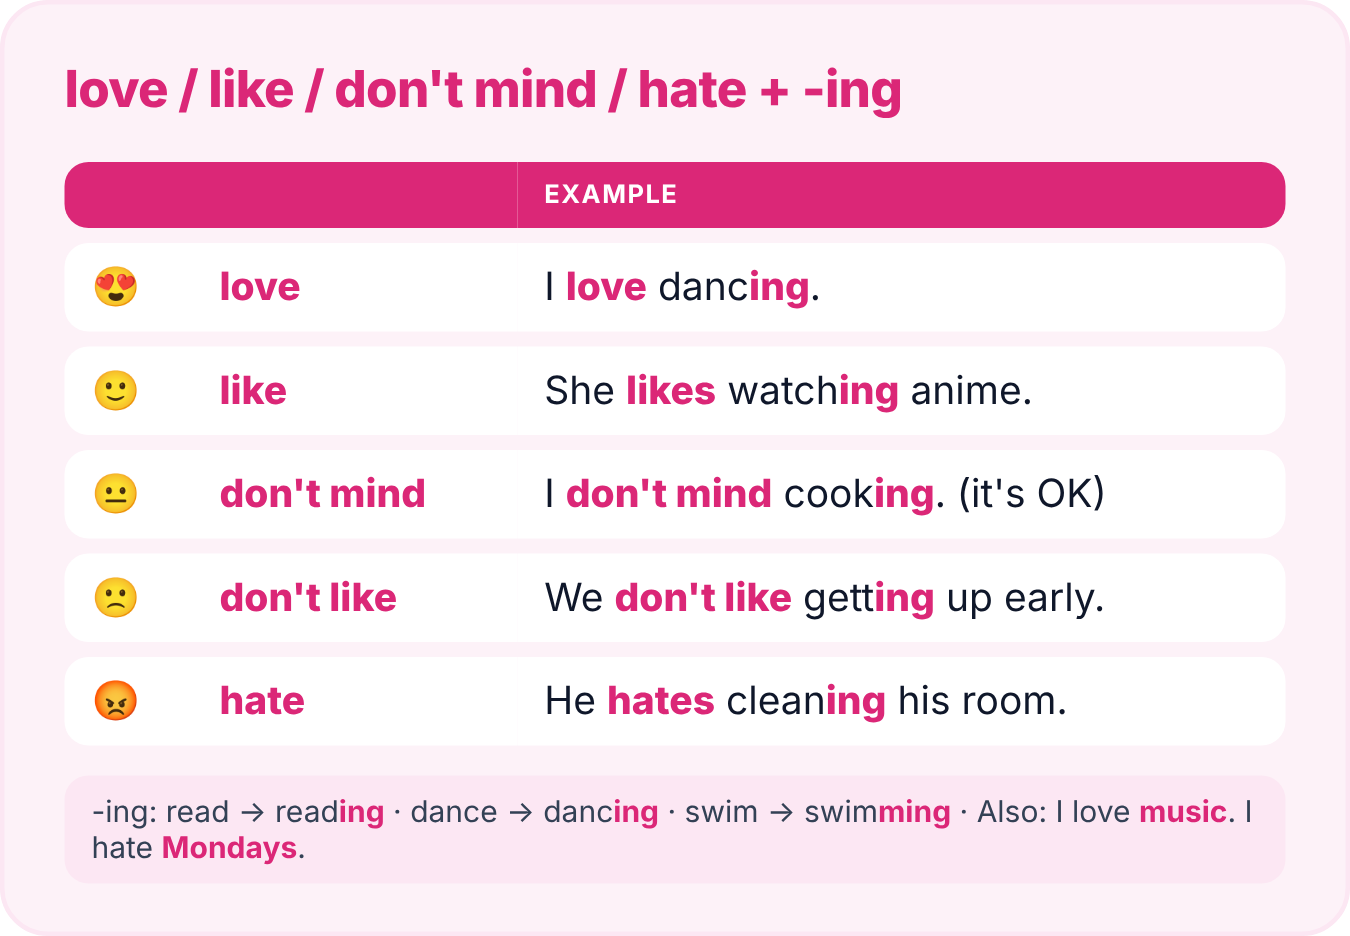 love / like / don't mind / hate + -ing
EXAMPLE
😍 love I love dancing.
🙂 like She likes watching anime.
😐 don't mind I don't mind cooking. (it's OK)
🙁 don't like We don't like getting up early.
😡 hate He hates cleaning his room.
-ing: read → reading · dance → dancing · swim → swimming · Also: I love music. I
hate Mondays.